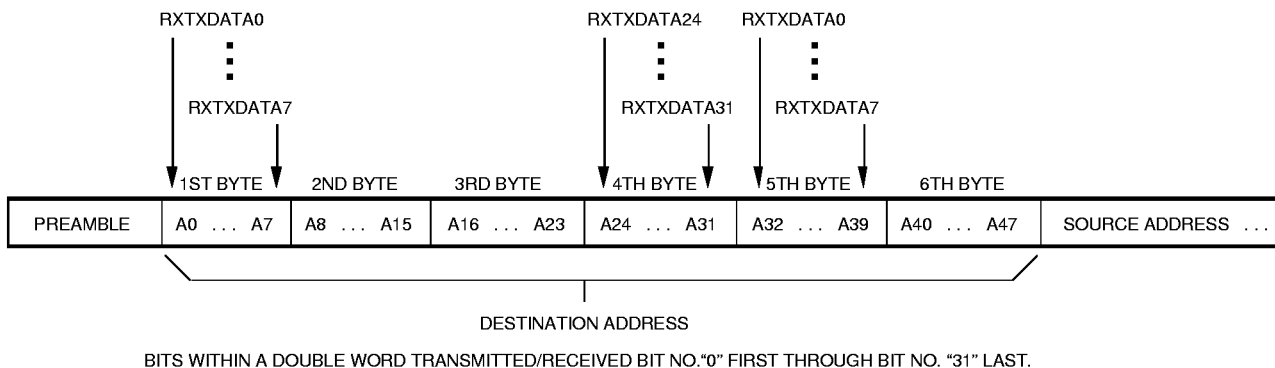 RXTXDATA0 RXTXDATA24 RXTXDATA0
RXTXDATA7 RXTXDATA31 RXTXDATA7
1ST BYTE 2ND BYTE 3RD BYTE 4TH BYTE 5TH BYTE 6TH BYTE
PREAMBLE A0 ... A7 A8 ... A15 A16 ... A23 A24 ... A31 A32 ... A39 A40 ... A47 SOURCE ADDRESS ...
DESTINATION ADDRESS
BITS WITHIN A DOUBLE WORD TRANSMITTED/RECEIVED BIT NO.“0” FIRST THROUGH BIT NO. “31” LAST.